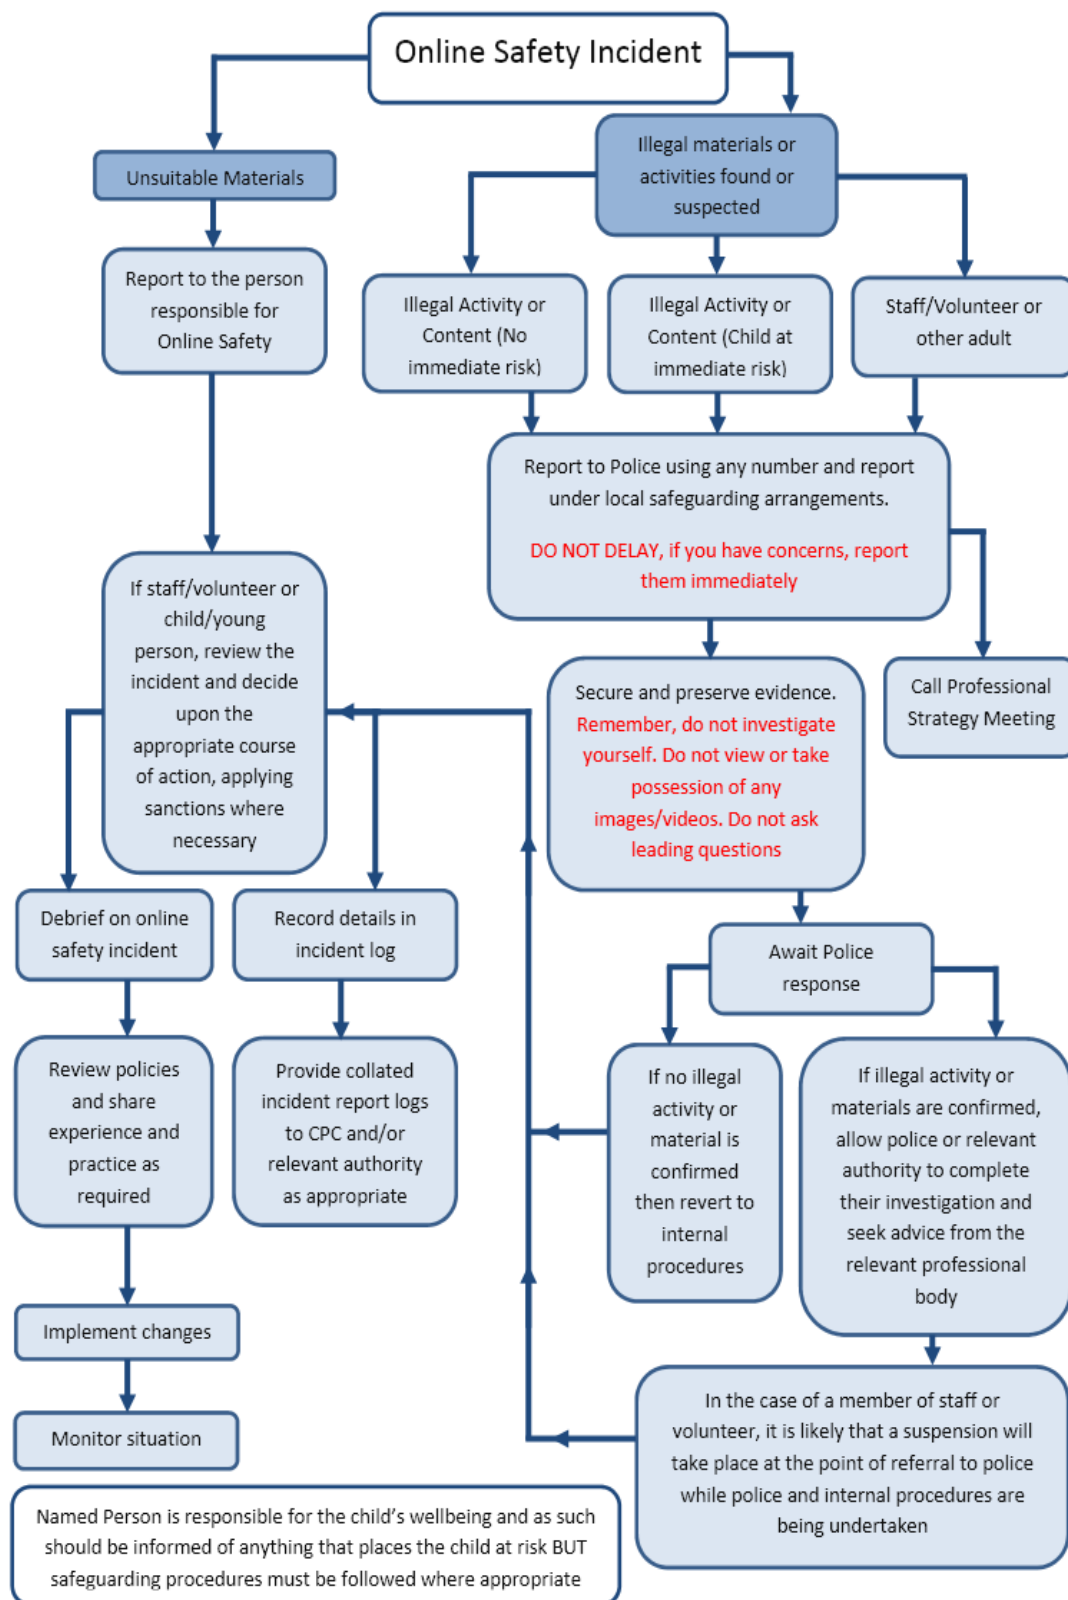 Online Safety Incident
Unsuitable Materials
Illegal materials or
activities found or
suspected
Report to the person
responsible for
Online Safety
Illegal Activity or
Content (No
immediate risk)
Illegal Activity or
Content (Child at
immediate risk)
Staff/Volunteer or
other adult
Report to Police using any number and report
under local safeguarding arrangements.
DO NOT DELAY, if you have concerns, report
them immediately
If staff/volunteer or
child/young
person, review the
incident and decide
upon the
appropriate course
of action, applying
sanctions where
necessary
Secure and preserve evidence.
Remember, do not investigate
yourself. Do not view or take
possession of any
images/videos. Do not ask
leading questions
Call Professional
Strategy Meeting
Debrief on online
safety incident
Record details in
incident log
Await Police
response
Review policies
and share
experience and
practice as
required
Provide collated
incident report logs
to CPC and/or
relevant authority
as appropriate
If no illegal
activity or
material is
confirmed
then revert to
internal
procedures
If illegal activity or
materials are confirmed,
allow police or relevant
authority to complete
their investigation and
seek advice from the
relevant professional
body
Implement changes
Monitor situation
In the case of a member of staff or
volunteer, it is likely that a suspension will
take place at the point of referral to police
while police and internal procedures are
being undertaken
Named Person is responsible for the child’s wellbeing and as such
should be informed of anything that places the child at risk BUT
safeguarding procedures must be followed where appropriate